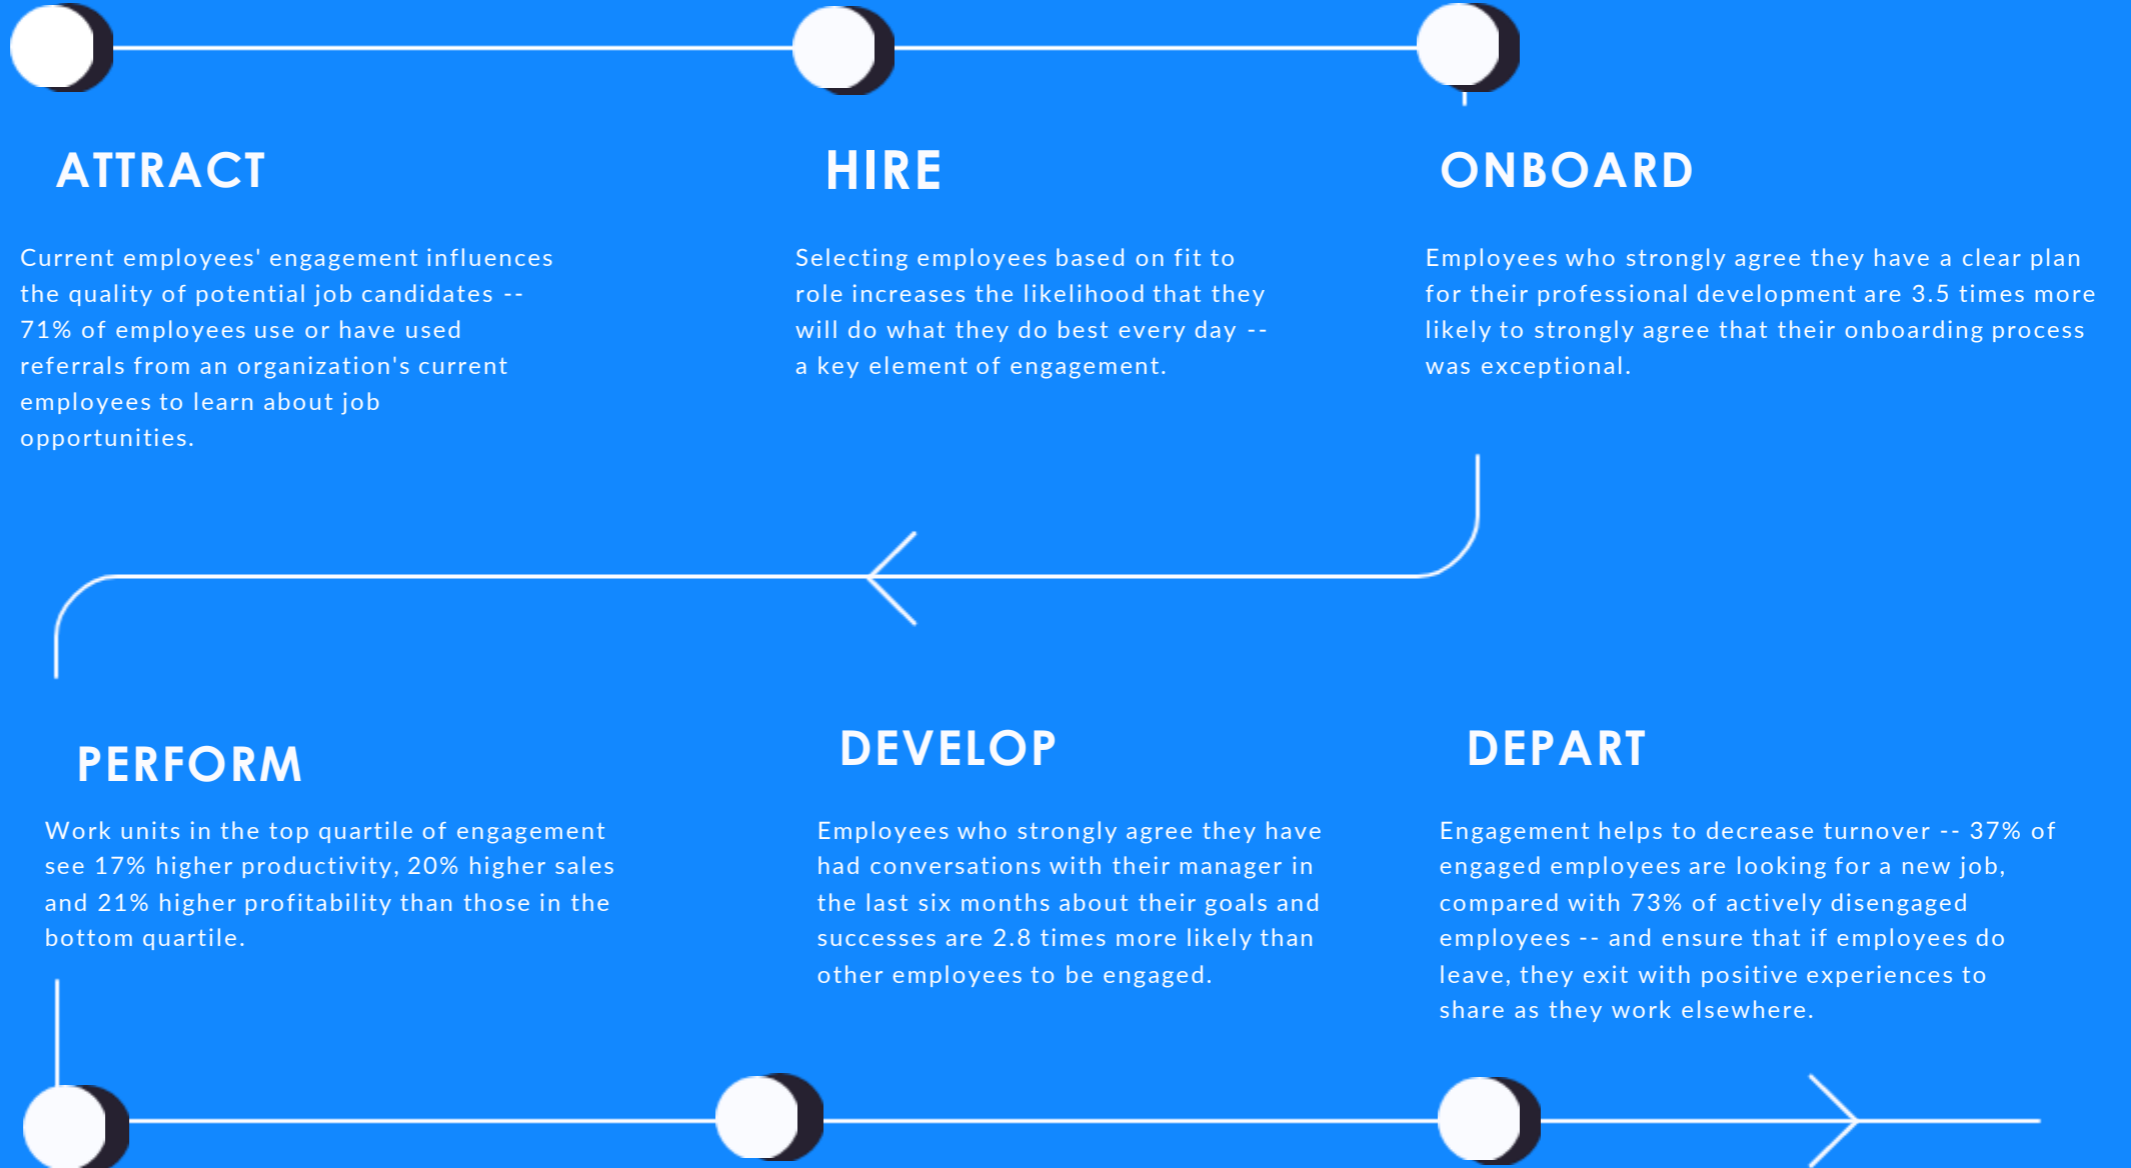 ATTRACT
Current employees' engagement influences
the quality of potential job candidates --
71% of employees use or have used
referrals from an organization's current
employees to learn about job
opportunities.
HIRE
Selecting employees based on fit to
role increases the likelihood that they
will do what they do best every day --
a key element of engagement.
ONBOARD
Employees who strongly agree they have a clear plan
for their professional development are 3.5 times more
likely to strongly agree that their onboarding process
was exceptional.
PERFORM
Work units in the top quartile of engagement
see 17% higher productivity, 20% higher sales
and 21% higher profitability than those in the
bottom quartile.
DEVELOP
Employees who strongly agree they have
had conversations with their manager in
the last six months about their goals and
successes are 2.8 times more likely than
other employees to be engaged.
DEPART
Engagement helps to decrease turnover -- 37% of
engaged employees are looking for a new job,
compared with 73% of actively disengaged
employees -- and ensure that if employees do
leave, they exit with positive experiences to
share as they work elsewhere.